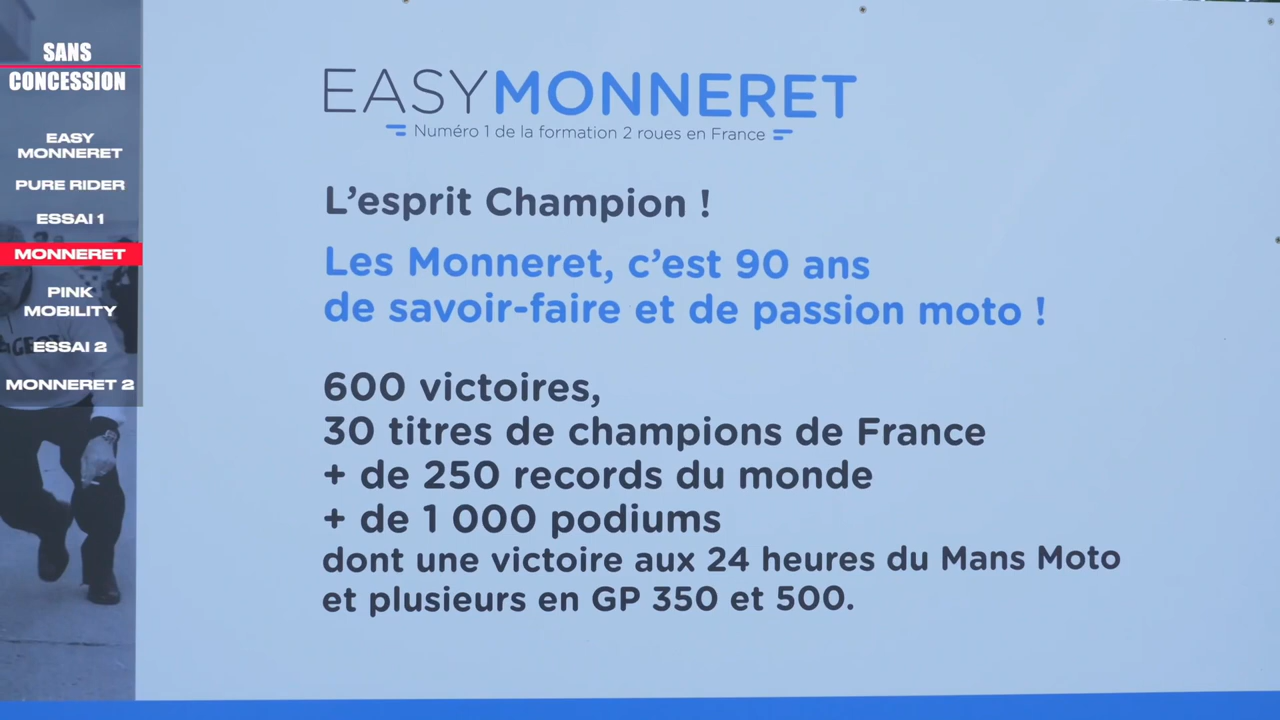 SANS
CONCESSION
EASY
MONNERET
PURE RIDER
ESSAI 1
MONNERET
PINK
MOBILITY
ESSAI 2
MONNERET 2
EASYMONNERET
Numéro 1 de la formation 2 roues en France
L'esprit Champion !
Les Monneret, c'est 90 ans
de savoir-faire et de passion moto !
600 victoires,
30 titres de champions de France
+ de 250 records du monde
+ de 1 000 podiums
dont une victoire aux 24 heures du Mans Moto
et plusieurs en GP 350 et 500.